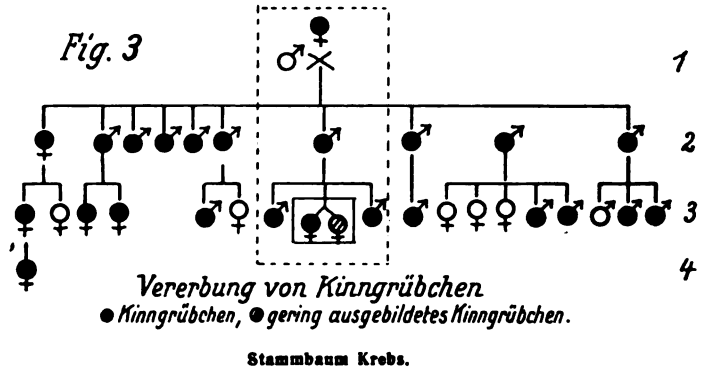 Fig. 3
1
2
3
4
Vererbung von Kinngrübchen
Kinngrübchen, gering ausgebildetes Kinngrübchen.
Stammbaum Krebs.